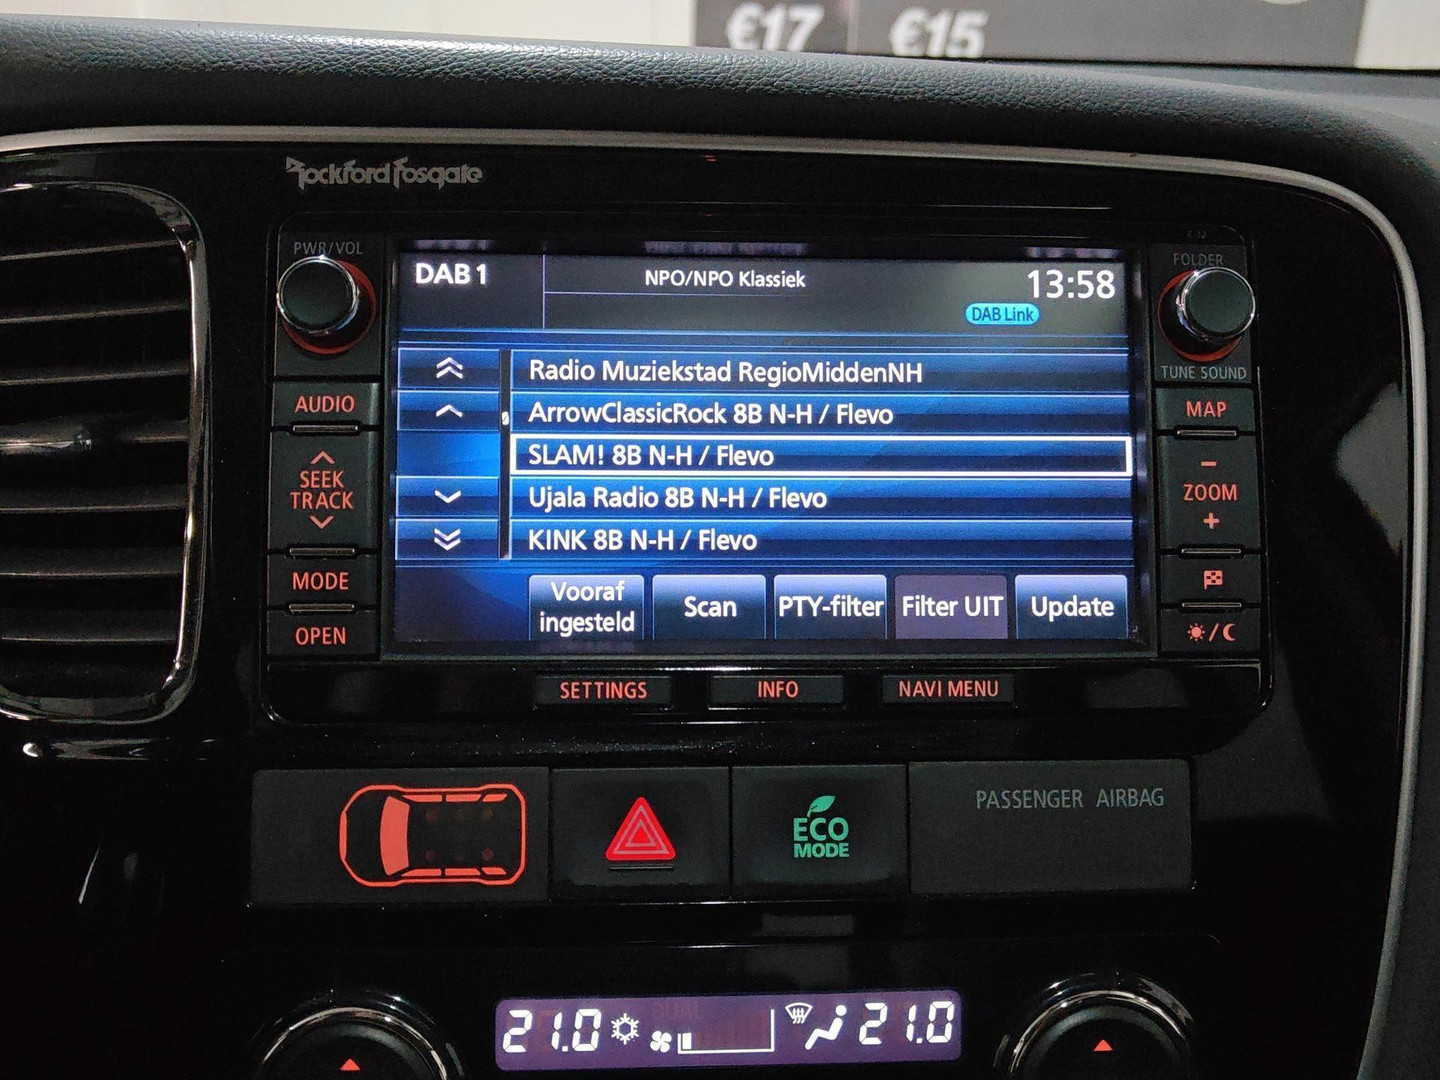 €17 €15
Rockford Fosgate
PWR/VOL
FOLDER
DAB 1
NPO/NPO Klassiek
13:58
DAB Link
TUNE SOUND
Radio Muziekstad RegioMiddenNH
AUDIO
ArrowClassicRock 8B N-H / Flevo
MAP
SLAM! 8B N-H / Flevo
SEEK
TRACK
Ujala Radio 8B N-H / Flevo
ZOOM
KINK 8B N-H / Flevo
MODE
Vooraf
ingesteld
Scan
PTY-filter
Filter UIT
Update
OPEN
SETTINGS
INFO
NAVI MENU
ECO
MODE
PASSENGER AIRBAG
21.0
21.0